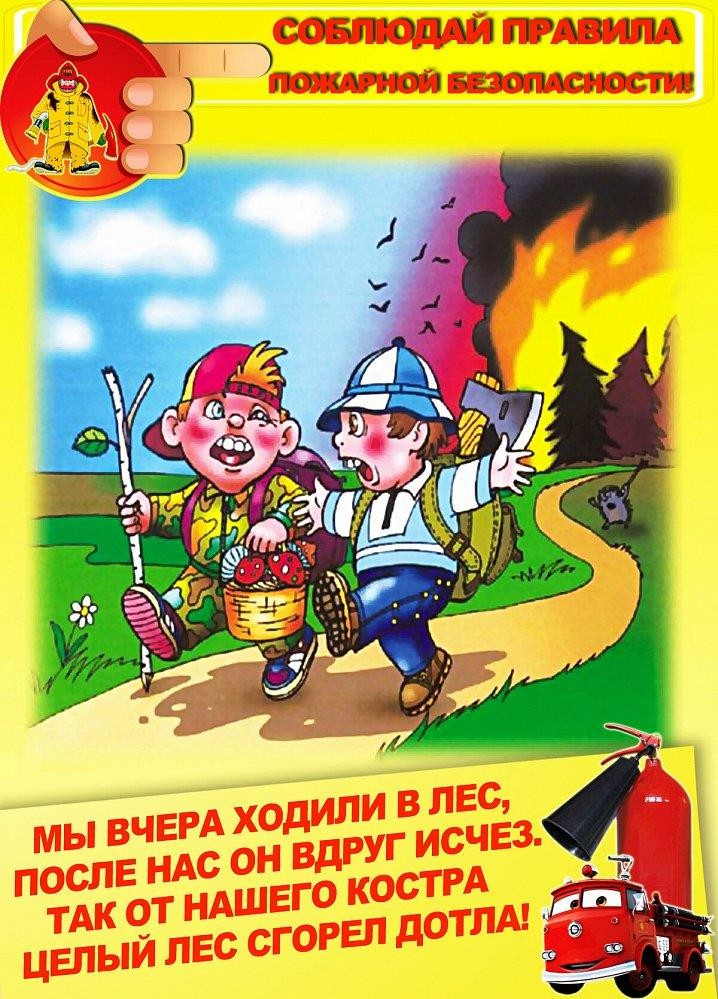 СОБЛЮДАЙ ПРАВИЛА
ПОЖАРНОЙ БЕЗОПАСНОСТИ!
МЫ ВЧЕРА ХОДИЛИ В ЛЕС,
ПОСЛЕ НАС ОН ВДРУГ ИСЧЕЗ.
ТАК ОТ НАШЕГО КОСТРА
ЦЕЛЫЙ ЛЕС СГОРЕЛ ДОТЛА!